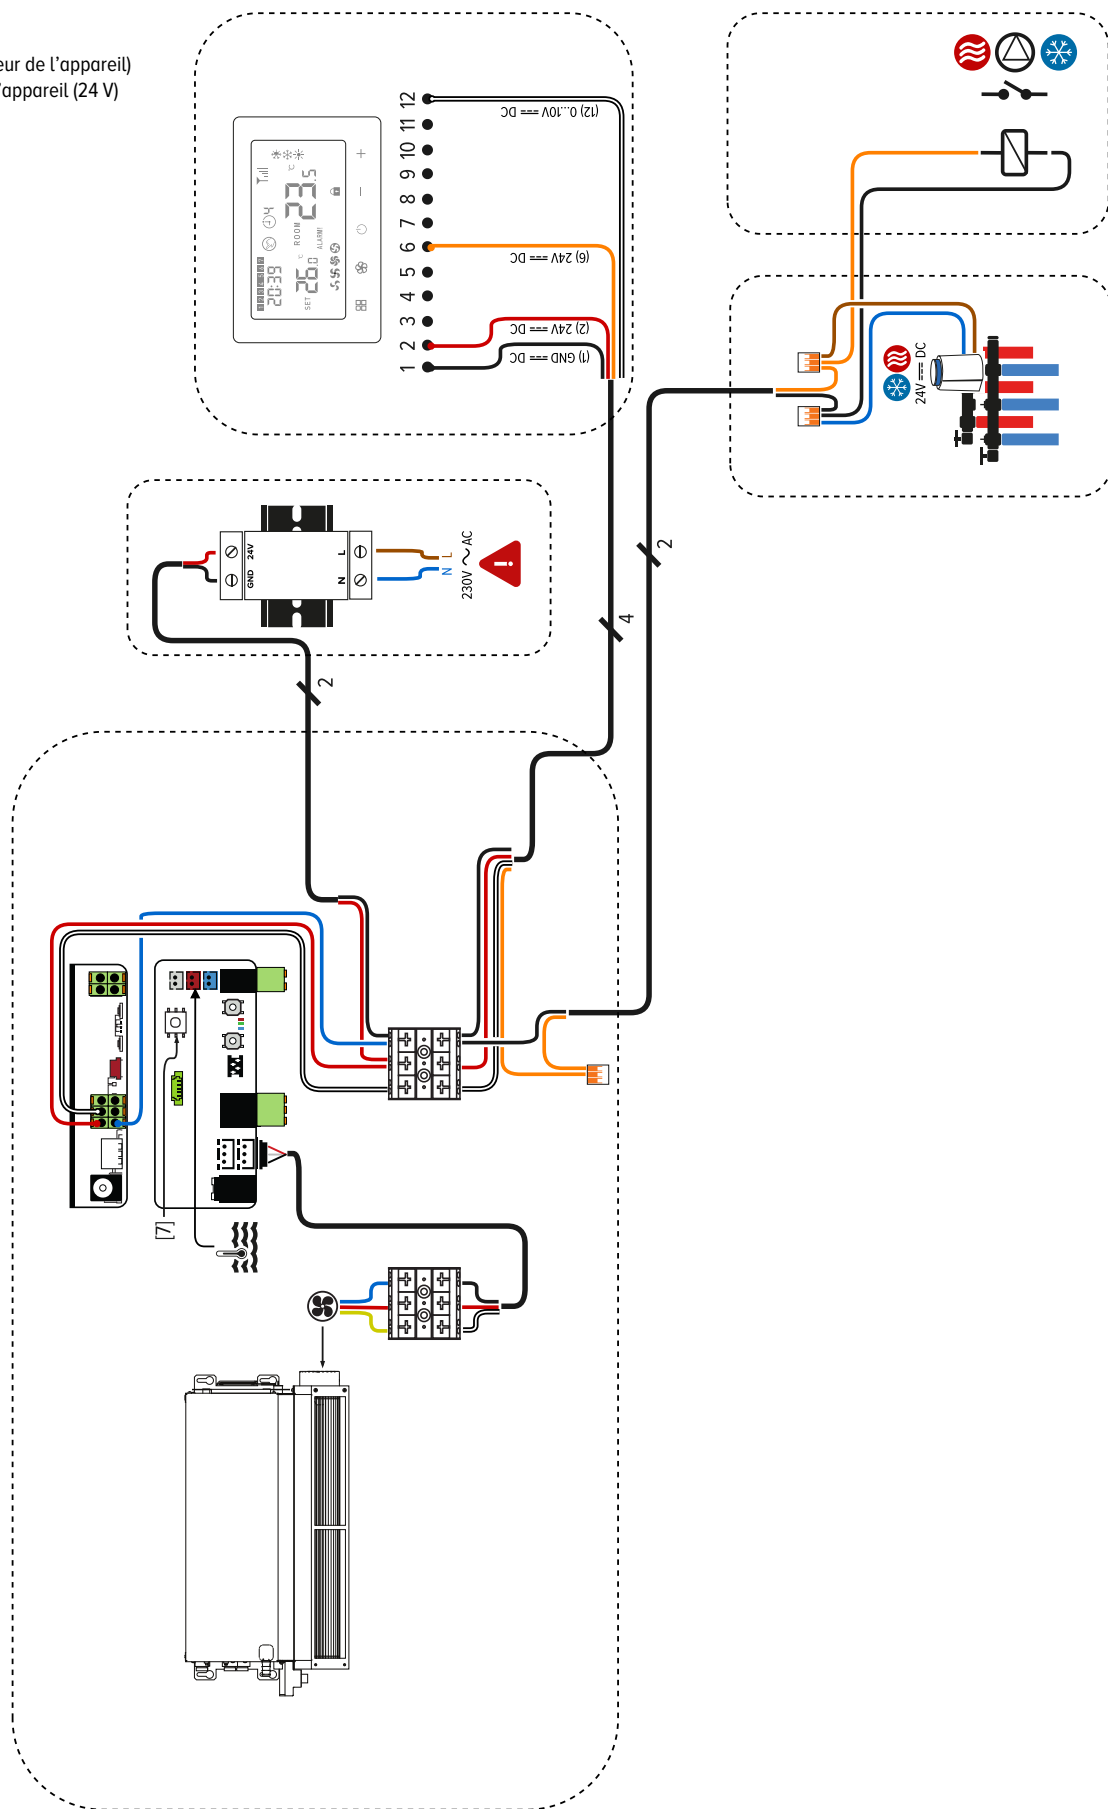 eur de l'appareil)
'appareil (24 V)
12
11
10
9
8
7
6
5
4
3
2
1
(12) 0...10V DC
(6) 24V DC
(2) 24V DC
(1) GND DC
20:39
4
SET 26.0 °C
ROOM 23.5 °C
ALARM!
24V DC
GND 24V
N L
N L
230V ~ AC
!
2
4
2
[7]